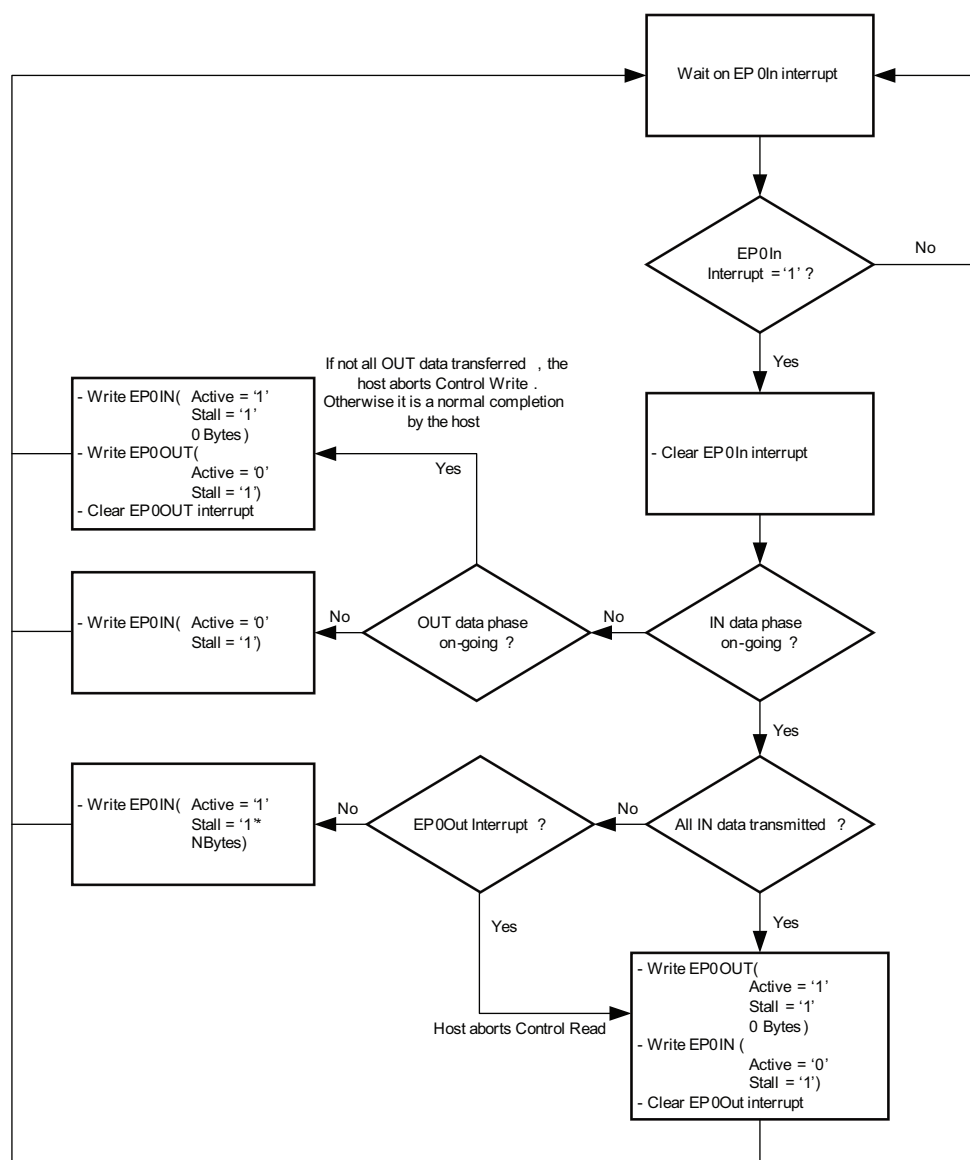 Wait on EP0In interrupt
EP0In
Interrupt = ‘1’ ?
No
Yes
If not all OUT data transferred , the
host aborts Control Write .
Otherwise it is a normal completion
by the host
- Write EP0IN( Active = ‘1’
Stall = ‘1’
0 Bytes)
- Write EP0OUT(
Active = ‘0’
Stall = ‘1’)
- Clear EP0OUT interrupt
Yes
- Clear EP0In interrupt
- Write EP0IN( Active = ‘0’
Stall = ‘1’)
No
OUT data phase
on-going ?
No
IN data phase
on-going ?
Yes
- Write EP0IN( Active = ‘1’
Stall = ‘1’*
NBytes)
No
EP0Out Interrupt ?
No
All IN data transmitted ?
Yes
Yes
Host aborts Control Read
- Write EP0OUT(
Active = ‘1’
Stall = ‘1’
0 Bytes)
- Write EP0IN (
Active = ‘0’
Stall = ‘1’)
- Clear EP0Out interrupt